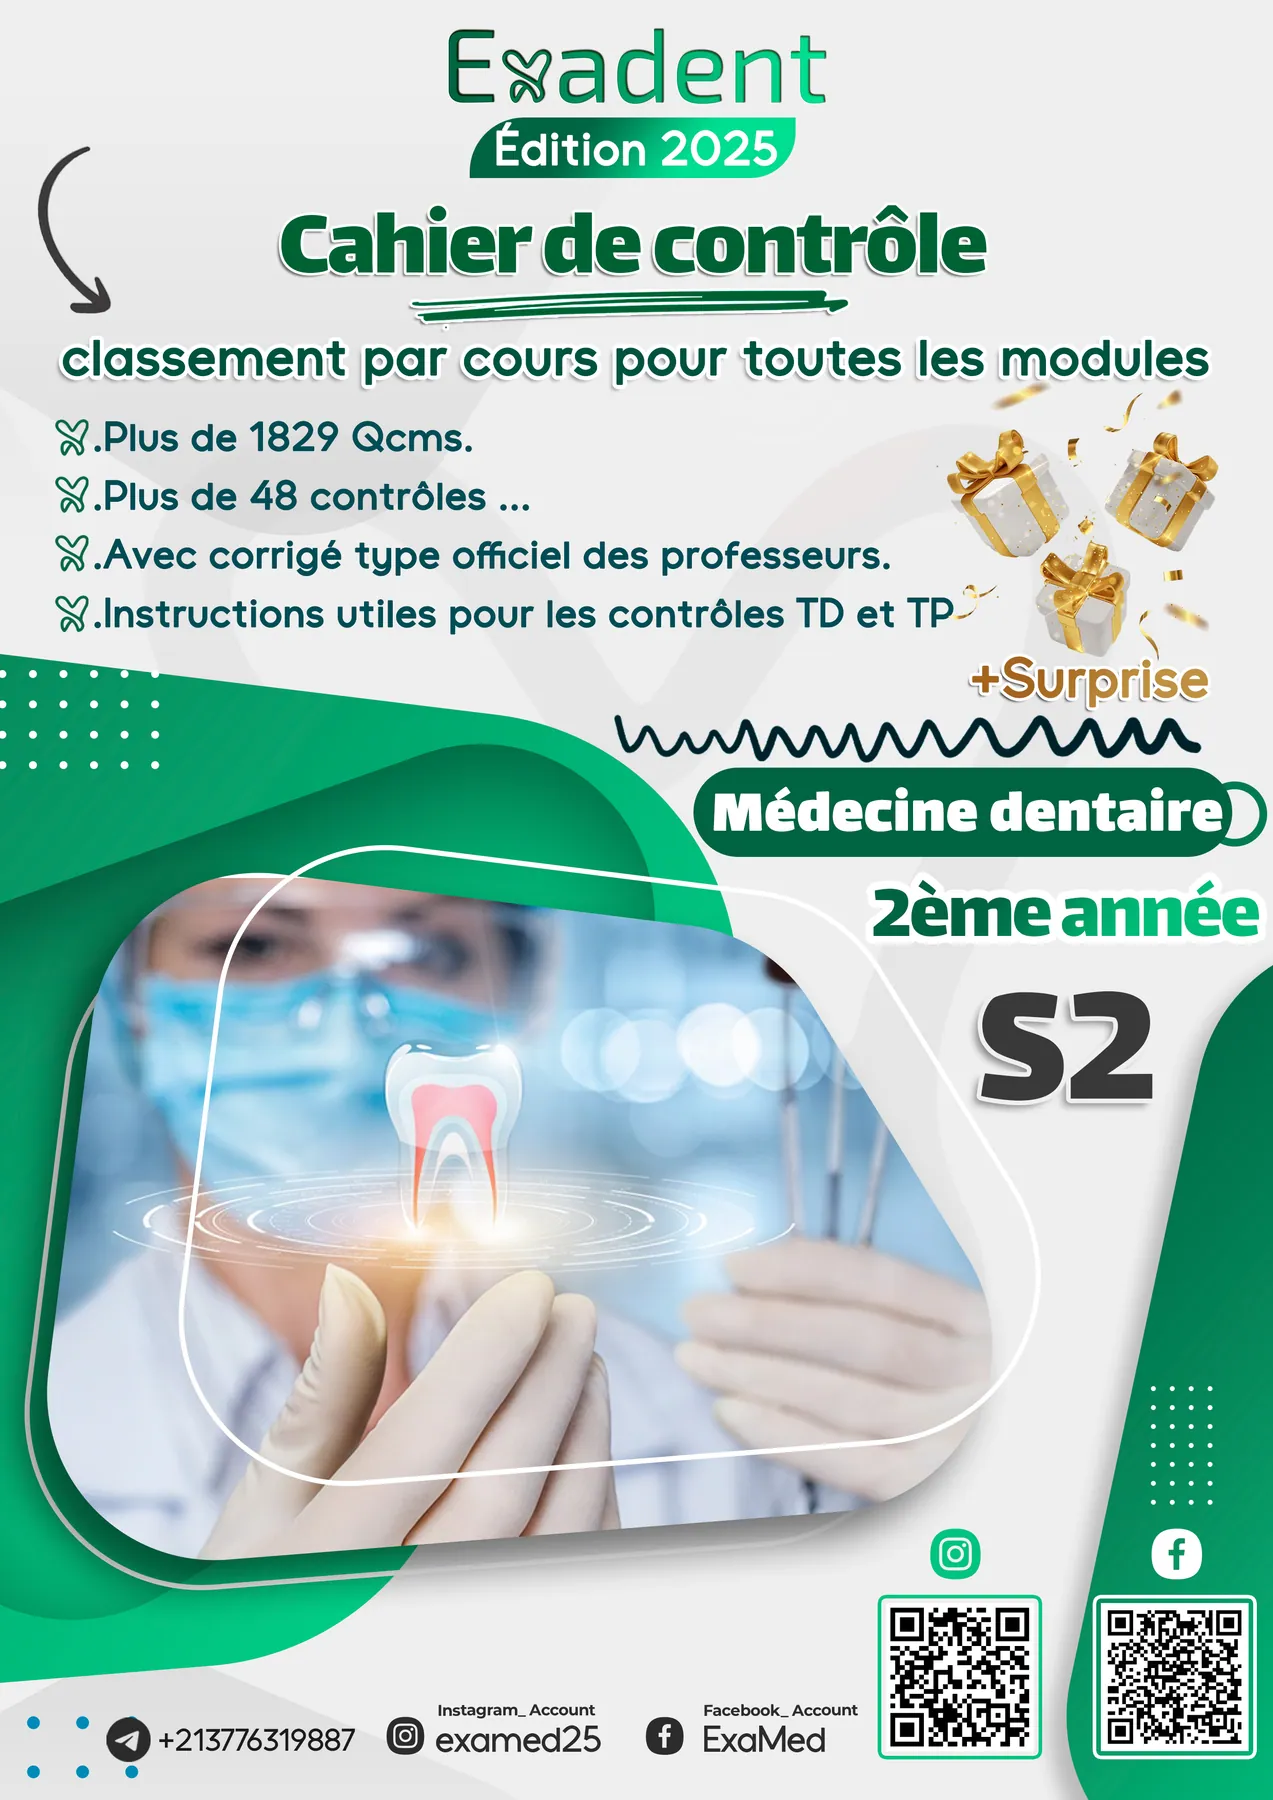 Exadent
Édition 2025
Cahier de contrôle
classement par cours pour toutes les modules
.Plus de 1829 Qcms.
.Plus de 48 contrôles ...
.Avec corrigé type officiel des professeurs.
.Instructions utiles pour les contrôles TD et TP
+Surprise
Médecine dentaire
2ème année
S2
+213776319887
Instagram_ Account
examed25
Facebook_ Account
ExaMed